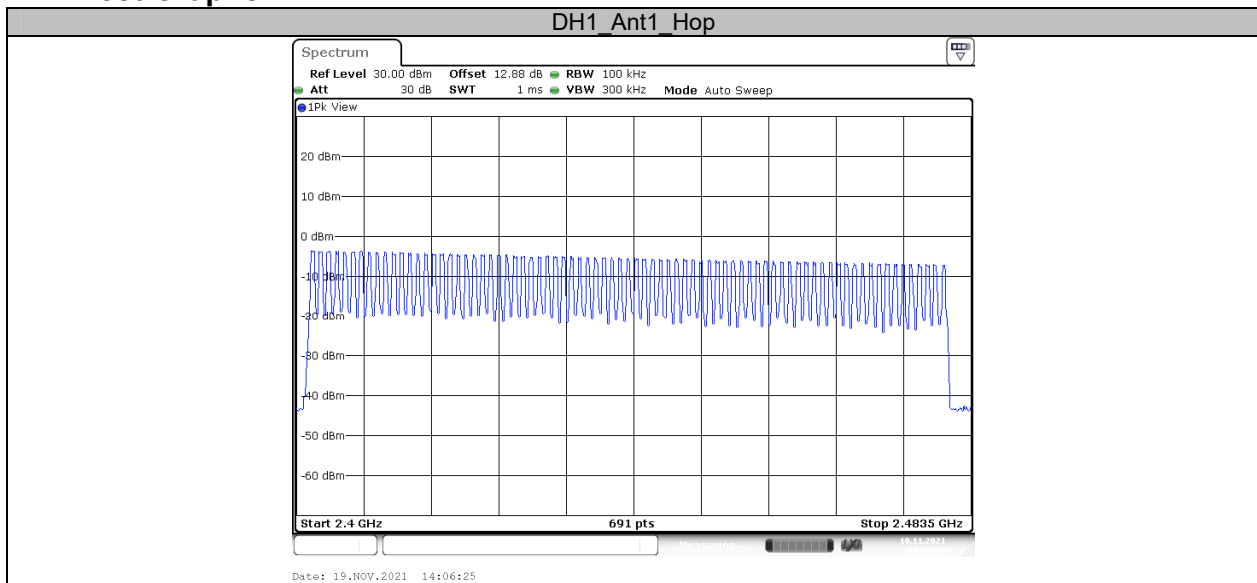 DH1_Ant1_Hop
Spectrum
Ref Level 30.00 dBm Offset 12.88 dB RBW 100 kHz
Att 30 dB SWT 1 ms VBW 300 kHz Mode Auto Sweep
1Pk View
20 dBm
10 dBm
0 dBm
-10 dBm
-20 dBm
-30 dBm
-40 dBm
-50 dBm
-60 dBm
Start 2.4 GHz 691 pts Stop 2.4835 GHz
Measuring... 19.11.2021
Date: 19.NOV.2021 14:06:25